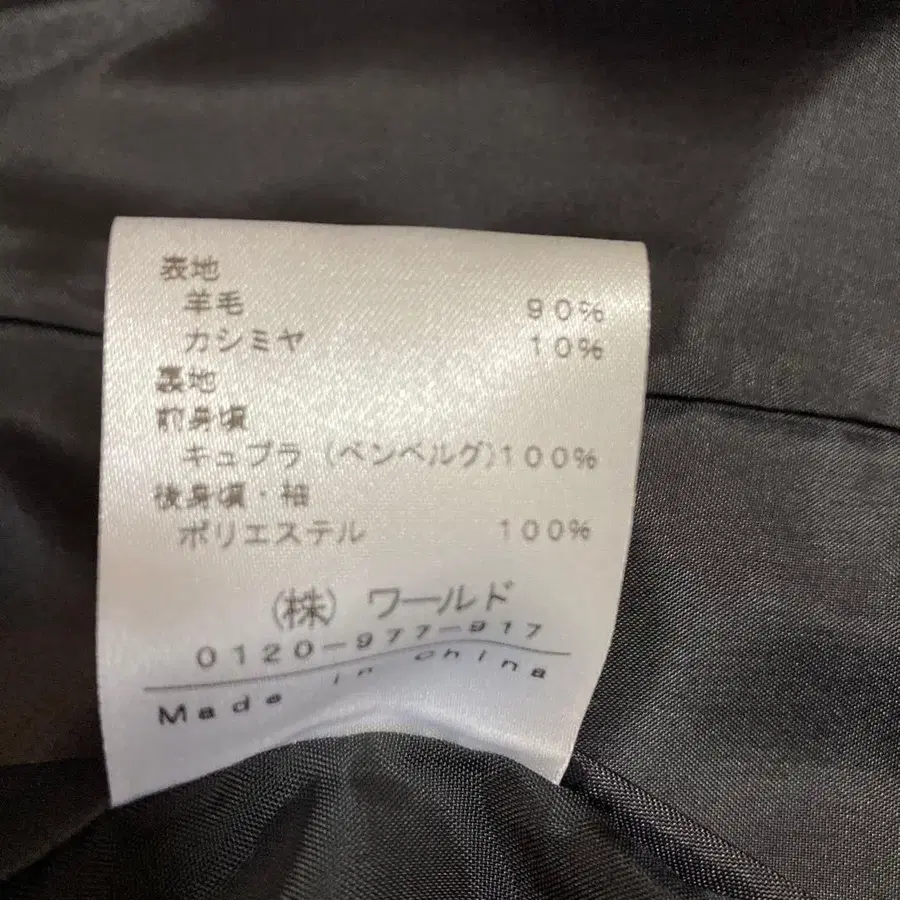 表地
羊毛 90%
カシミヤ 10%
裏地
前身頃
キュプラ (ベンベルグ)100%
後身頃・袖
ポリエステル 100%
(株) ワールド
0120-977-917
Made in china